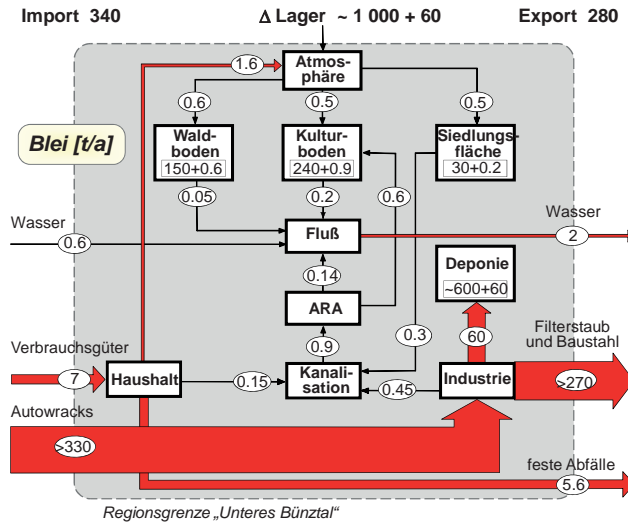 Import 340
Δ Lager ~ 1 000 + 60
Export 280
Atmos-
phäre
1.6
0.6
0.5
0.5
Blei [t/a]
Wald-
boden
150+0.6
Kultur-
boden
240+0.9
Siedlungs-
fläche
30+0.2
0.05
0.2
0.6
Wasser
0.6
Fluß
Wasser
2
0.14
Deponie
~600+60
ARA
0.9
0.3
60
Filterstaub
und Baustahl
>270
Verbrauchsgüter
7
Haushalt
0.15
Kanali-
sation
0.45
Industrie
Autowracks
>330
feste Abfälle
5.6
Regionsgrenze „Unteres Bünztal“